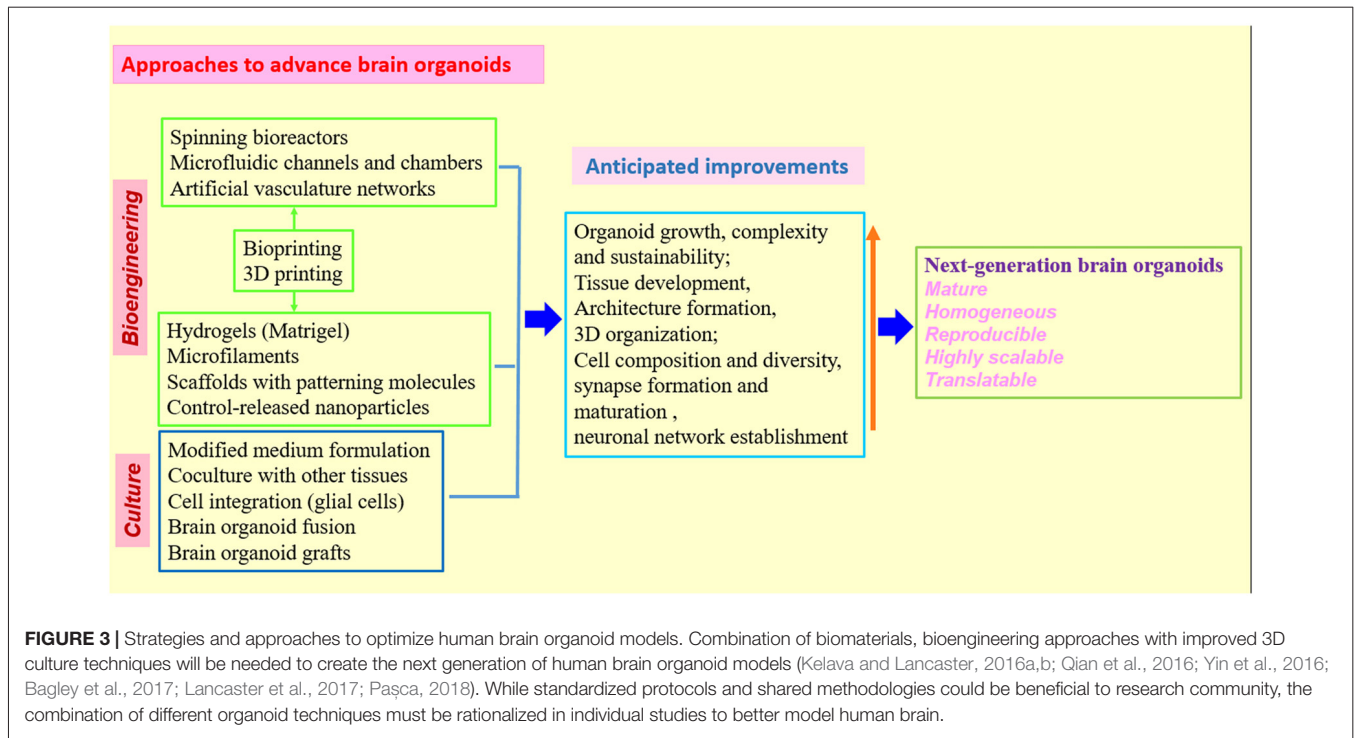 Approaches to advance brain organoids
Bioengineering
Spinning bioreactors
Microfluidic channels and chambers
Artificial vasculature networks
Bioprinting
3D printing
Hydrogels (Matrigel)
Microfilaments
Scaffolds with patterning molecules
Control-released nanoparticles
Culture
Modified medium formulation
Coculture with other tissues
Cell integration (glial cells)
Brain organoid fusion
Brain organoid grafts
Anticipated improvements
Organoid growth, complexity
and sustainability;
Tissue development,
Architecture formation,
3D organization;
Cell composition and diversity,
synapse formation and
maturation ,
neuronal network establishment
Next-generation brain organoids
Mature
Homogeneous
Reproducible
Highly scalable
Translatable
FIGURE 3 | Strategies and approaches to optimize human brain organoid models. Combination of biomaterials, bioengineering approaches with improved 3D
culture techniques will be needed to create the next generation of human brain organoid models (Kelava and Lancaster, 2016a,b; Qian et al., 2016; Yin et al., 2016;
Bagley et al., 2017; Lancaster et al., 2017; Paşca, 2018). While standardized protocols and shared methodologies could be beneficial to research community, the
combination of different organoid techniques must be rationalized in individual studies to better model human brain.